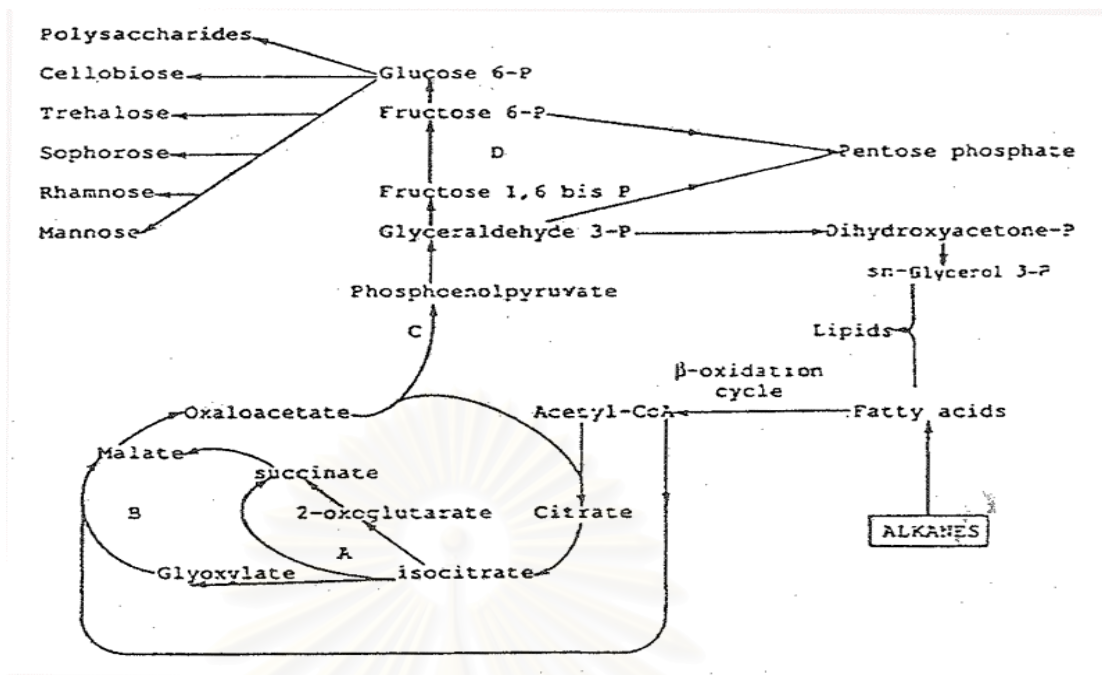 Polysaccharides
Cellobiose
Glucose 6-P
Trehalose
Fructose 6-P
Sophorose
D
Pentose phosphate
Rhamnose
Fructose 1,6 bis P
Mannose
Glyceraldehyde 3-P
Dihydroxyacetone-P
sn-Glycerol 3-P
Phosphoenolpyruvate
C
Lipids
β-oxidation
cycle
Oxaloacetate
Acetyl-CoA
Fatty acids
Malate
succinate
B
2-oxoglutarate
Citrate
ALKANES
A
Glyoxylate
isocitrate